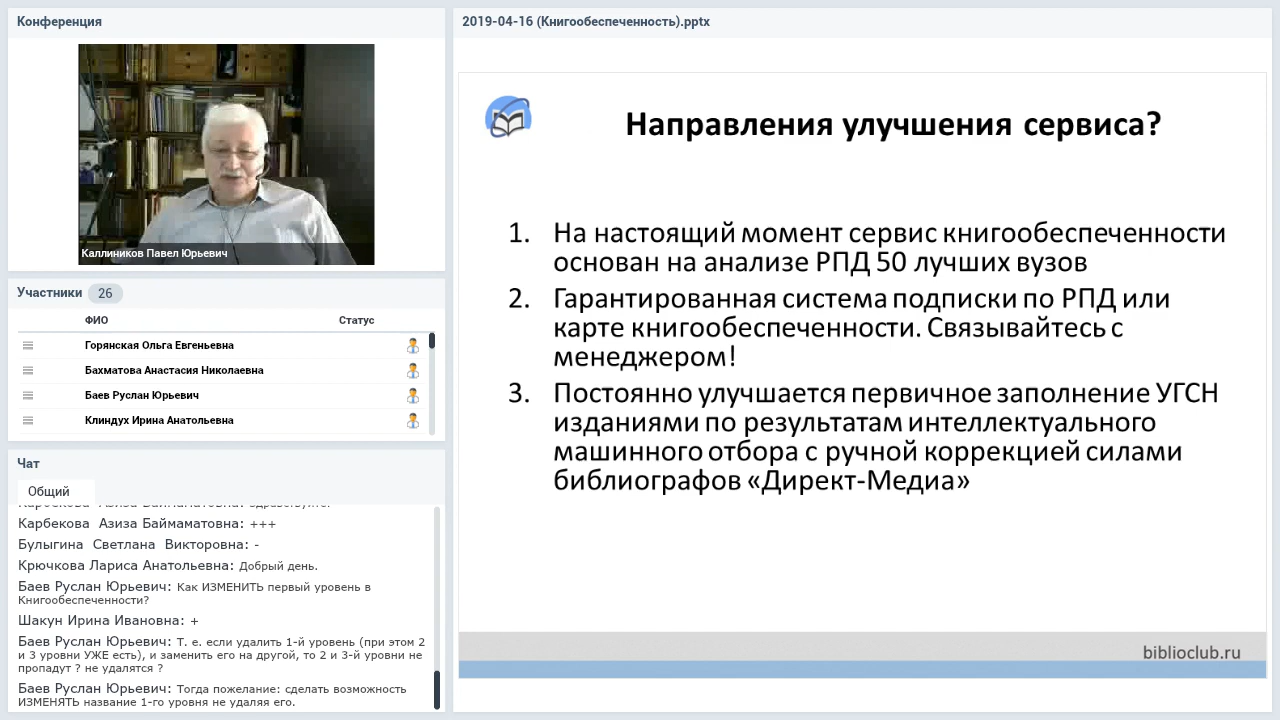 Конференция
Каллиников Павел Юрьевич
Участники 26
ФИО Статус
Горянская Ольга Евгеньевна
Бахматова Анастасия Николаевна
Баев Руслан Юрьевич
Клиндух Ирина Анатольевна
Чат
Общий
Карбекова Азиза Баймаматовна: +++
Булыгина Светлана Викторовна: -
Крючкова Лариса Анатольевна: Добрый день.
Баев Руслан Юрьевич: Как ИЗМЕНИТЬ первый уровень в
Книгообеспеченности?
Шакун Ирина Ивановна: +
Баев Руслан Юрьевич: Т. е. если удалить 1-й уровень (при этом 2
и 3 уровни УЖЕ есть), и заменить его на другой, то 2 и 3-й уровни не
пропадут ? не удалятся ?
Баев Руслан Юрьевич: Тогда пожелание: сделать возможность
ИЗМЕНЯТЬ название 1-го уровня не удаляя его.
2019-04-16 (Книгообеспеченность).pptx
Направления улучшения сервиса?
1. На настоящий момент сервис книгообеспеченности
основан на анализе РПД 50 лучших вузов
2. Гарантированная система подписки по РПД или
карте книгообеспеченности. Связывайтесь с
менеджером!
3. Постоянно улучшается первичное заполнение УГСН
изданиями по результатам интеллектуального
машинного отбора с ручной коррекцией силами
библиографов «Директ-Медиа»
biblioclub.ru